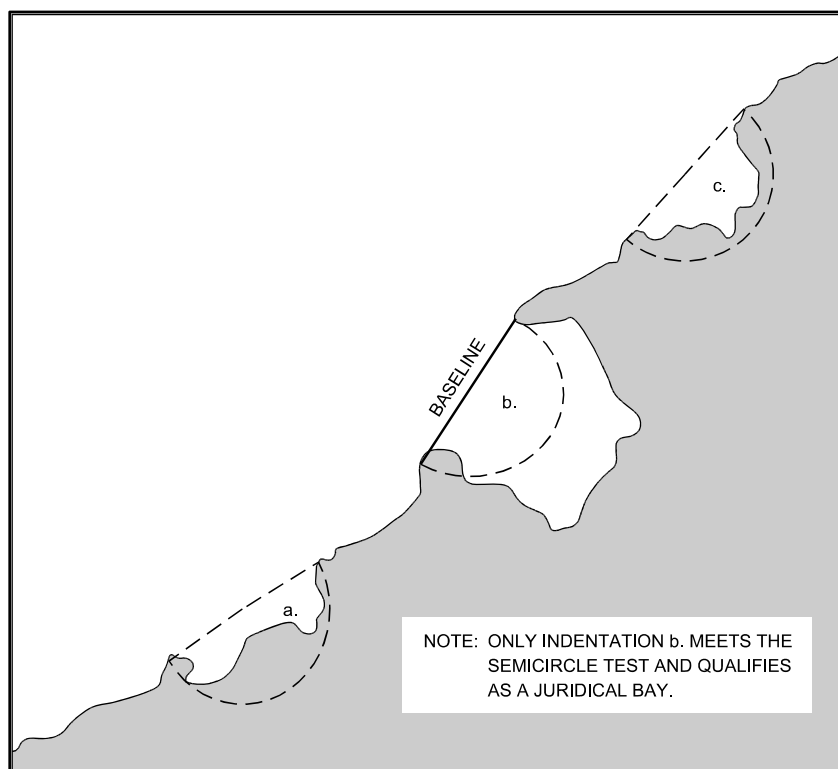 c.
BASELINE
b.
a.
NOTE: ONLY INDENTATION b. MEETS THE
SEMICIRCLE TEST AND QUALIFIES
AS A JURIDICAL BAY.